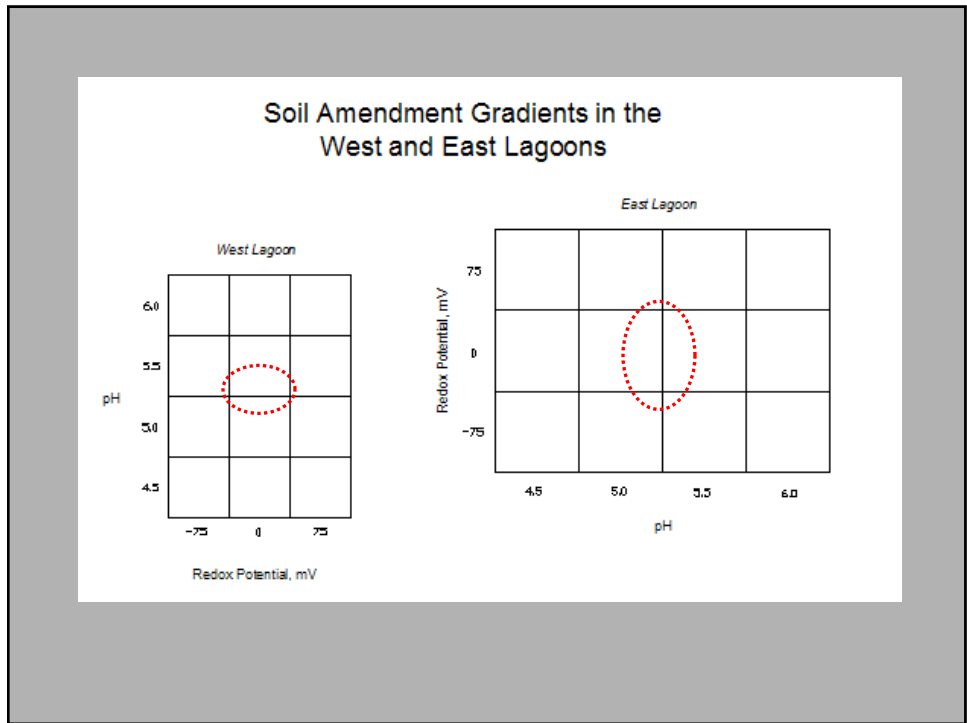 Soil Amendment Gradients in the
West and East Lagoons
West Lagoon
6.0
5.5
pH
5.0
4.5
-75 0 75
Redox Potential, mV
East Lagoon
75
Redox Potential, mV
0
-75
4.5 5.0 5.5 6.0
pH